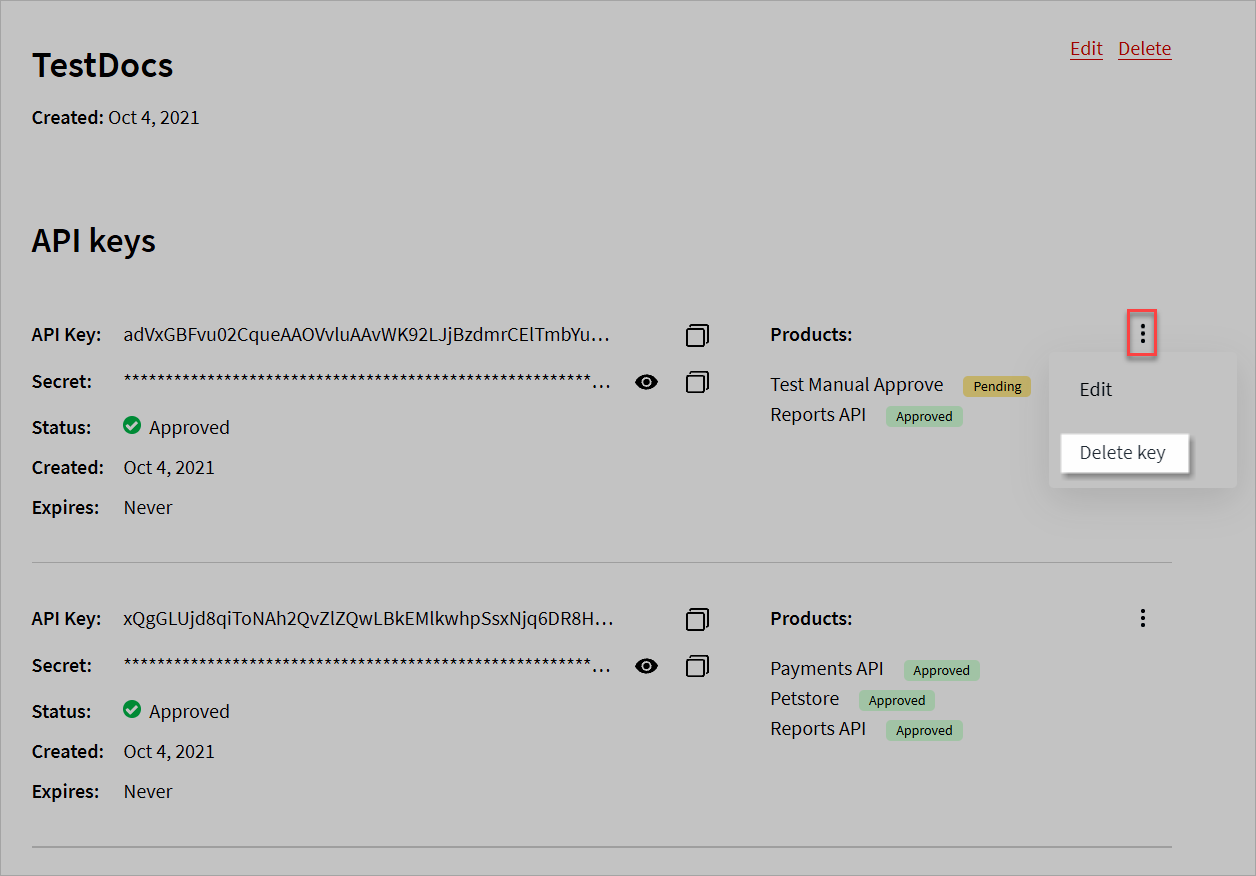 TestDocs
Edit Delete
Created: Oct 4, 2021
API keys
API Key: adVxGBFvu02CqueAAOVvluAAvWK92LJjBzdmrCElTmbYu...
Products:
Secret: ********************************************************...
Test Manual Approve Pending
Edit
Reports API Approved
Status: Approved
Delete key
Created: Oct 4, 2021
Expires: Never
API Key: xQgGLUjd8qiToNAh2QvZlZQwLBkEMlkwhpSsxNjq6DR8H...
Products:
Secret: ********************************************************...
Payments API Approved
Petstore Approved
Status: Approved
Reports API Approved
Created: Oct 4, 2021
Expires: Never